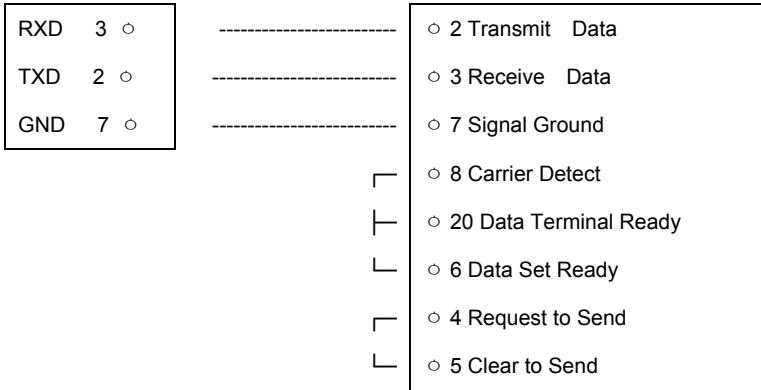 RXD 3 ○ ------------------------- ○ 2 Transmit Data
TXD 2 ○ -------------------------- ○ 3 Receive Data
GND 7 ○ -------------------------- ○ 7 Signal Ground
○ 8 Carrier Detect
○ 20 Data Terminal Ready
○ 6 Data Set Ready
○ 4 Request to Send
○ 5 Clear to Send